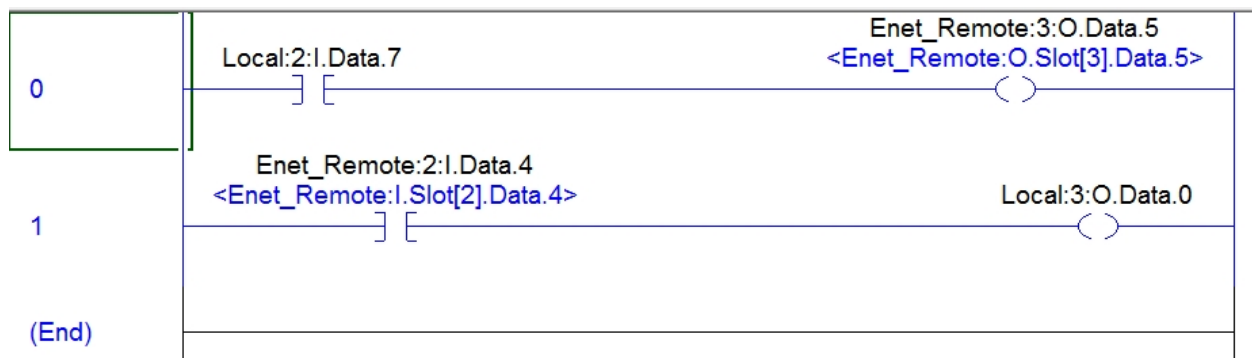 0
Local:2:I.Data.7
Enet_Remote:3:O.Data.5
<Enet_Remote:O.Slot[3].Data.5>
1
Enet_Remote:2:I.Data.4
<Enet_Remote:I.Slot[2].Data.4>
Local:3:O.Data.0
(End)